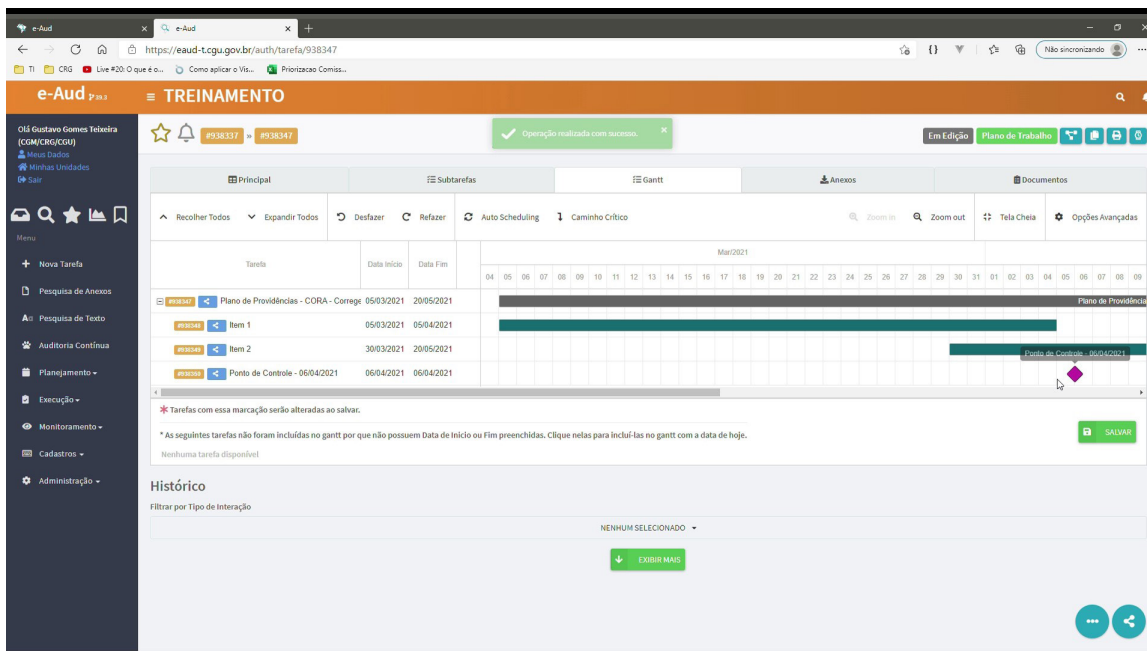 e-Aud
e-Aud
https://eaud-t.cgu.gov.br/auth/tarefa/938347
Não sincronizando
TI CRG Live #20: O que é o... Como aplicar o Vis... Priorizacao Comiss...
e-Aud
TREINAMENTO
Olá Gustavo Gomes Teixeira
(CGM/CRG/CGU)
Meus Dados
Minhas Unidades
Sair
#938337 » #938347
Operação realizada com sucesso. ×
Em Edição Plano de Trabalho
Principal Subtarefas Gantt Anexos Documentos
Recolher Todos Expandir Todos Desfazer Refazer Auto Scheduling Caminho Crítico Zoom in Zoom out Tela Cheia Opções Avançadas
Menu
Nova Tarefa
Pesquisa de Anexos
Pesquisa de Texto
Auditoria Contínua
Planejamento
Execução
Monitoramento
Cadastros
Administração
Tarefa Data Início Data Fim
Mar/2021
04 05 06 07 08 09 10 11 12 13 14 15 16 17 18 19 20 21 22 23 24 25 26 27 28 29 30 31 01 02 03 04 05 06 07 08 09
#938347 Plano de Providências - CORA - Correge 05/03/2021 20/05/2021 Plano de Providência
#938348 Item 1 05/03/2021 05/04/2021
#938349 Item 2 30/03/2021 20/05/2021
Ponto de Controle - 06/04/2021
Ponto de Controle - 06/04/2021 06/04/2021 06/04/2021
* Tarefas com essa marcação serão alteradas ao salvar.
* As seguintes tarefas não foram incluídas no gantt por que não possuem Data de Inicio ou Fim preenchidas. Clique nelas para incluí-las no gantt com a data de hoje.
Nenhuma tarefa disponível
SALVAR
Histórico
Filtrar por Tipo de Interação
NENHUM SELECIONADO
EXIBIR MAIS